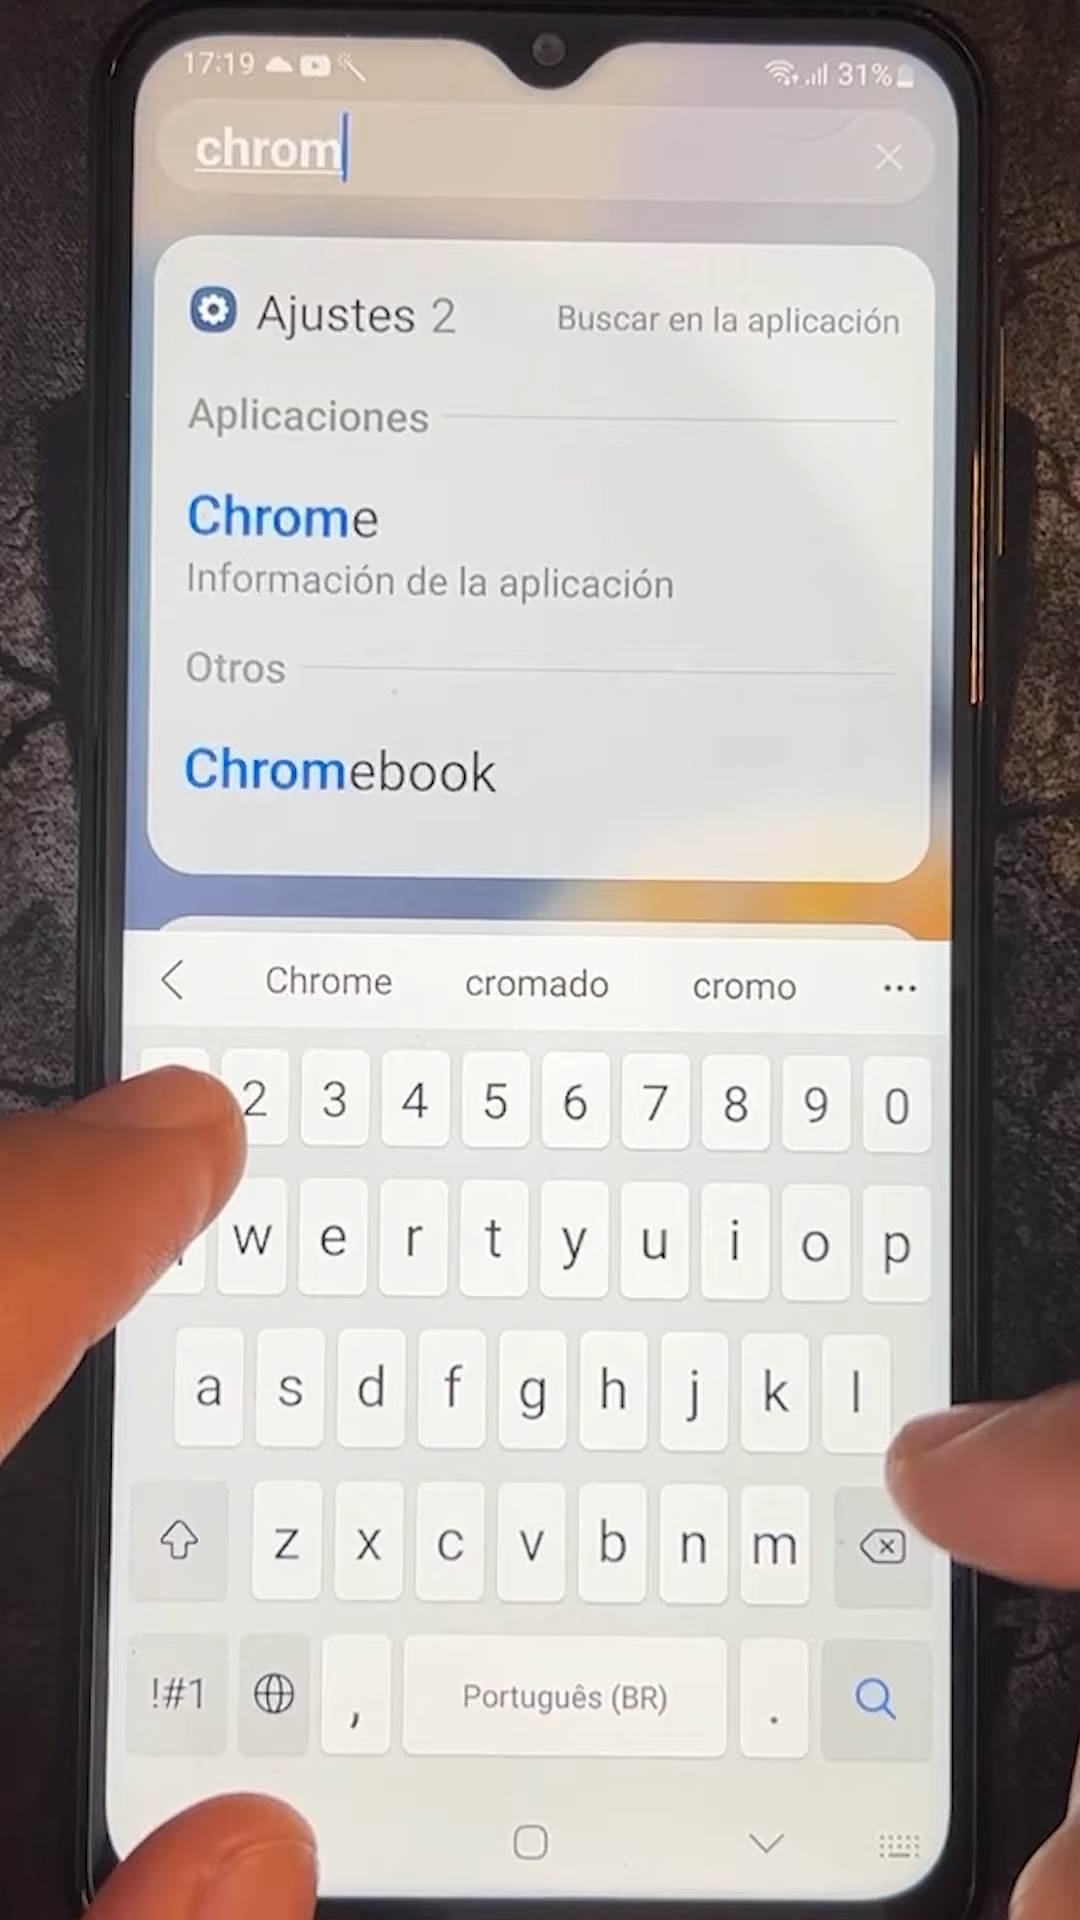 17:19 31%
chrom
Ajustes 2 Buscar en la aplicación
Aplicaciones
Chrome
Información de la aplicación
Otros
Chromebook
Chrome cromado cromo ...
2 3 4 5 6 7 8 9 0
w e r t y u i o p
a s d f g h j k l
z x c v b n m
!#1 , Português (BR) .